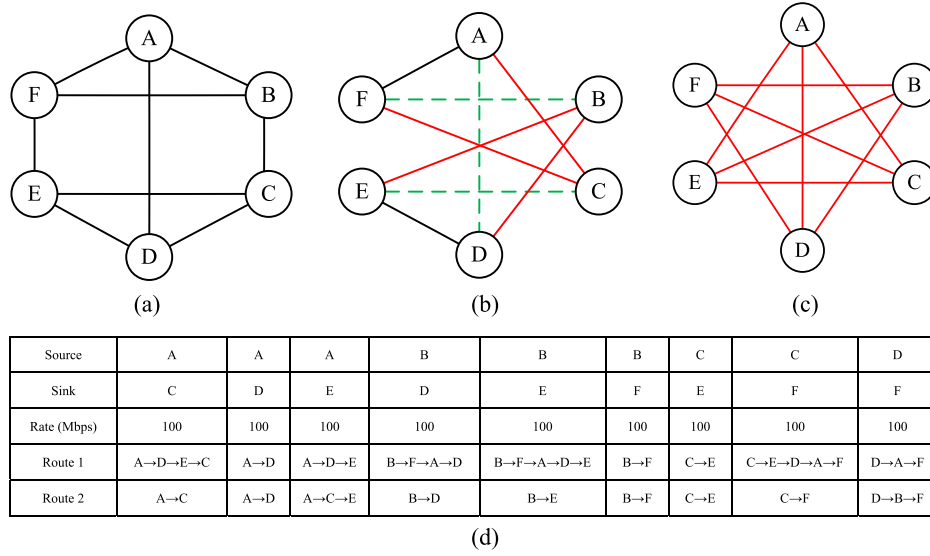 A
F
B
E
C
D
(a)
A
F
B
E
C
D
(b)
A
F
B
E
C
D
(c)
Source A A A B B B C C D
Sink C D E D E F E F F
Rate (Mbps) 100 100 100 100 100 100 100 100 100
Route 1 A→D→E→C A→D A→D→E B→F→A→D B→F→A→D→E B→F C→E C→E→D→A→F D→A→F
Route 2 A→C A→D A→C→E B→D B→E B→F C→E C→F D→B→F
(d)